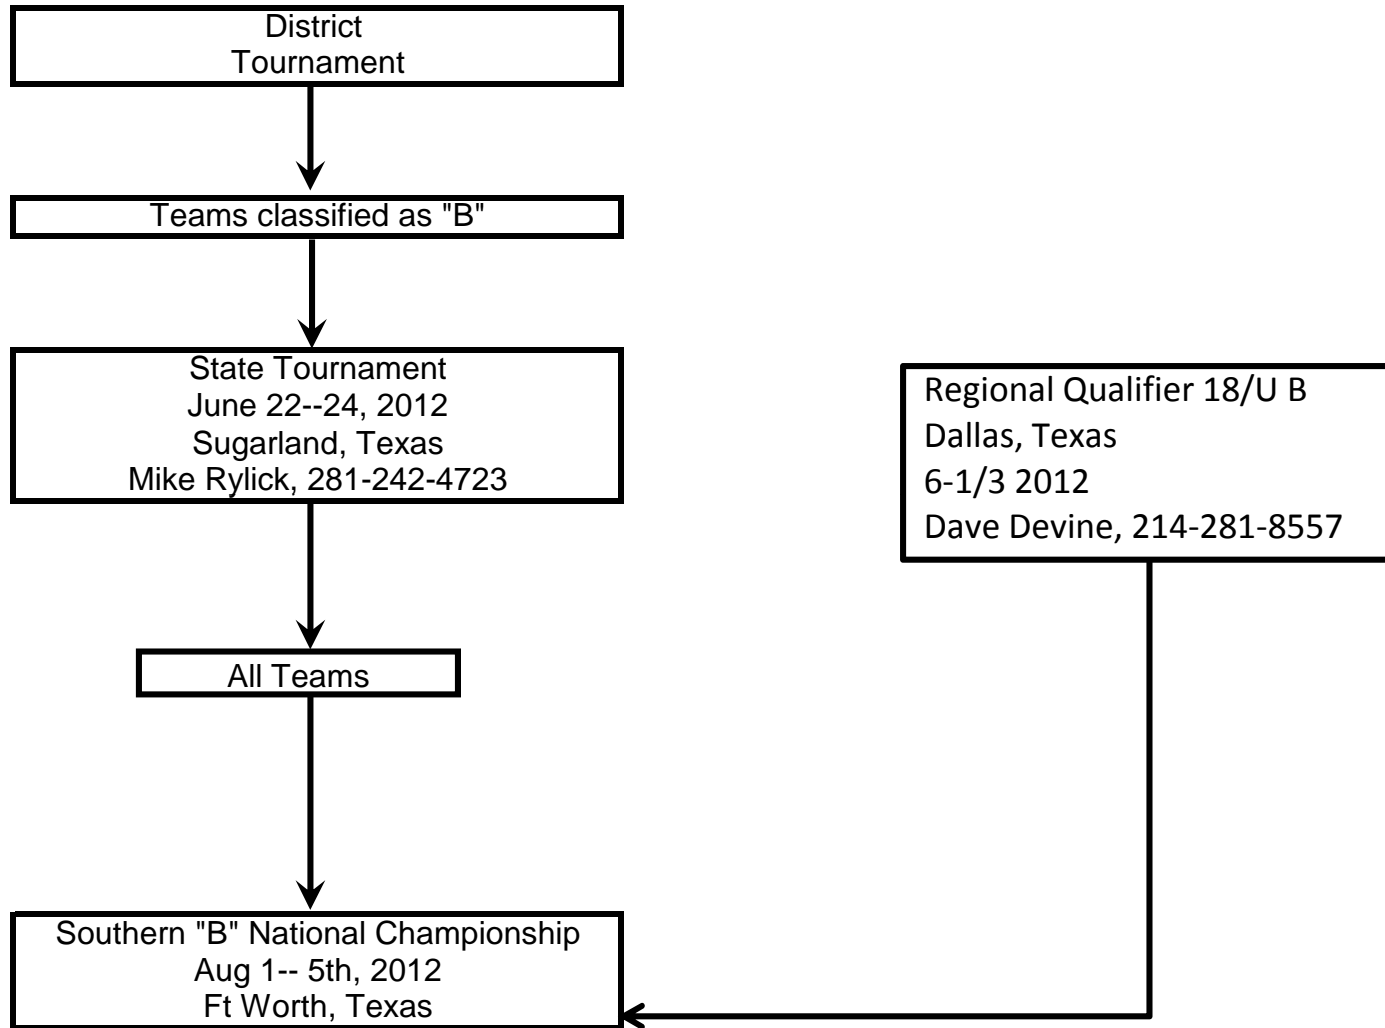 District
Tournament
Teams classified as "B"
State Tournament
June 22--24, 2012
Sugarland, Texas
Mike Rylick, 281-242-4723
Regional Qualifier 18/U B
Dallas, Texas
6-1/3 2012
Dave Devine, 214-281-8557
All Teams
Southern "B" National Championship
Aug 1-- 5th, 2012
Ft Worth, Texas